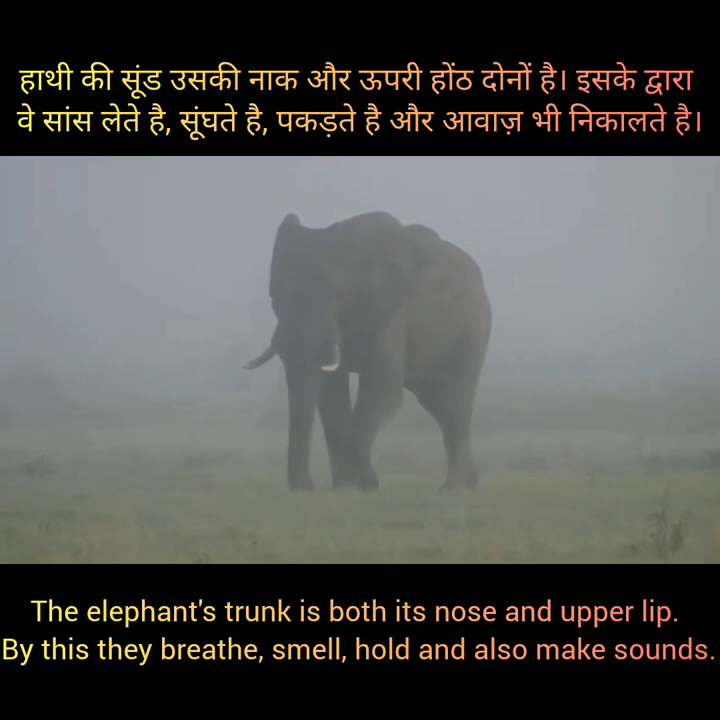 हाथी की सूंड उसकी नाक और ऊपरी होंठ दोनों है। इसके द्वारा
वे सांस लेते है, सूंघते है, पकड़ते है और आवाज़ भी निकालते है।
The elephant's trunk is both its nose and upper lip.
By this they breathe, smell, hold and also make sounds.